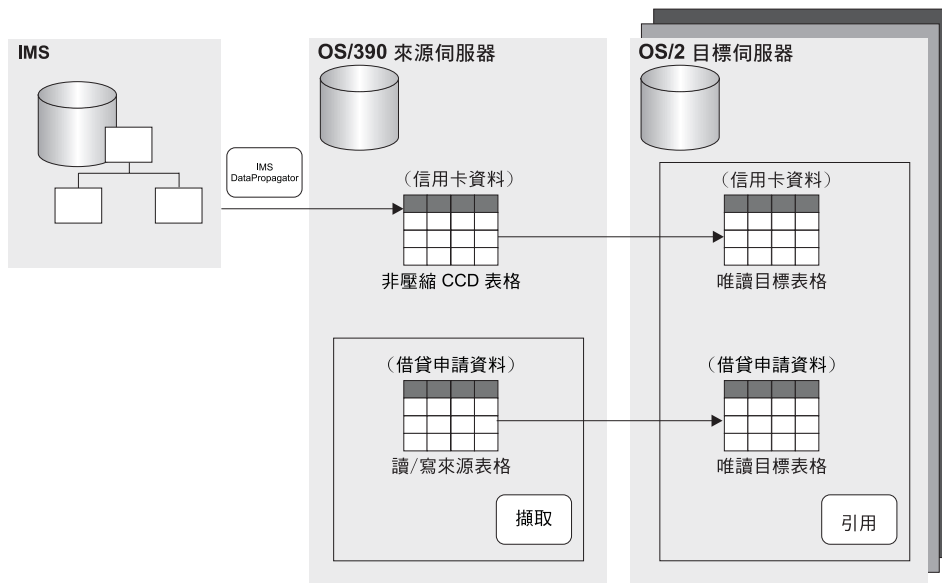 IMS
OS/390 來源伺服器
OS/2 目標伺服器
IMS
DataPropagator
（信用卡資料）
（信用卡資料）
非壓縮 CCD 表格
唯讀目標表格
（借貸申請資料）
（借貸申請資料）
讀/寫來源表格
唯讀目標表格
擷取
引用